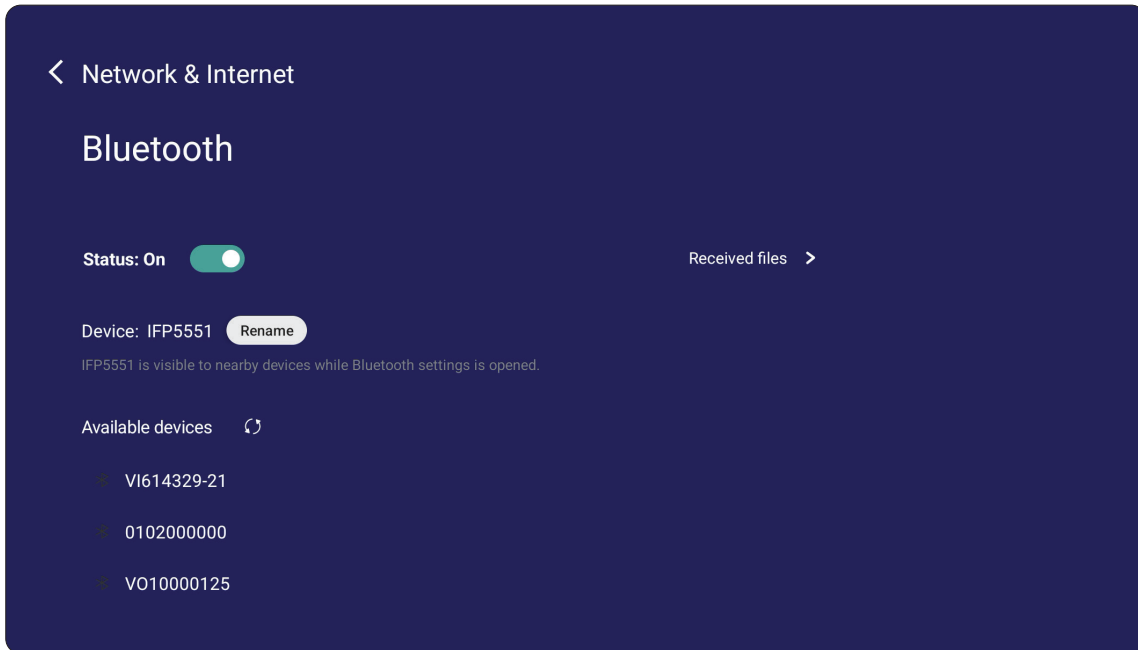 Network & Internet
Bluetooth
Status: On
Received files
Device: IFP5551 Rename
IFP5551 is visible to nearby devices while Bluetooth settings is opened.
Available devices
VI614329-21
0102000000
VO10000125